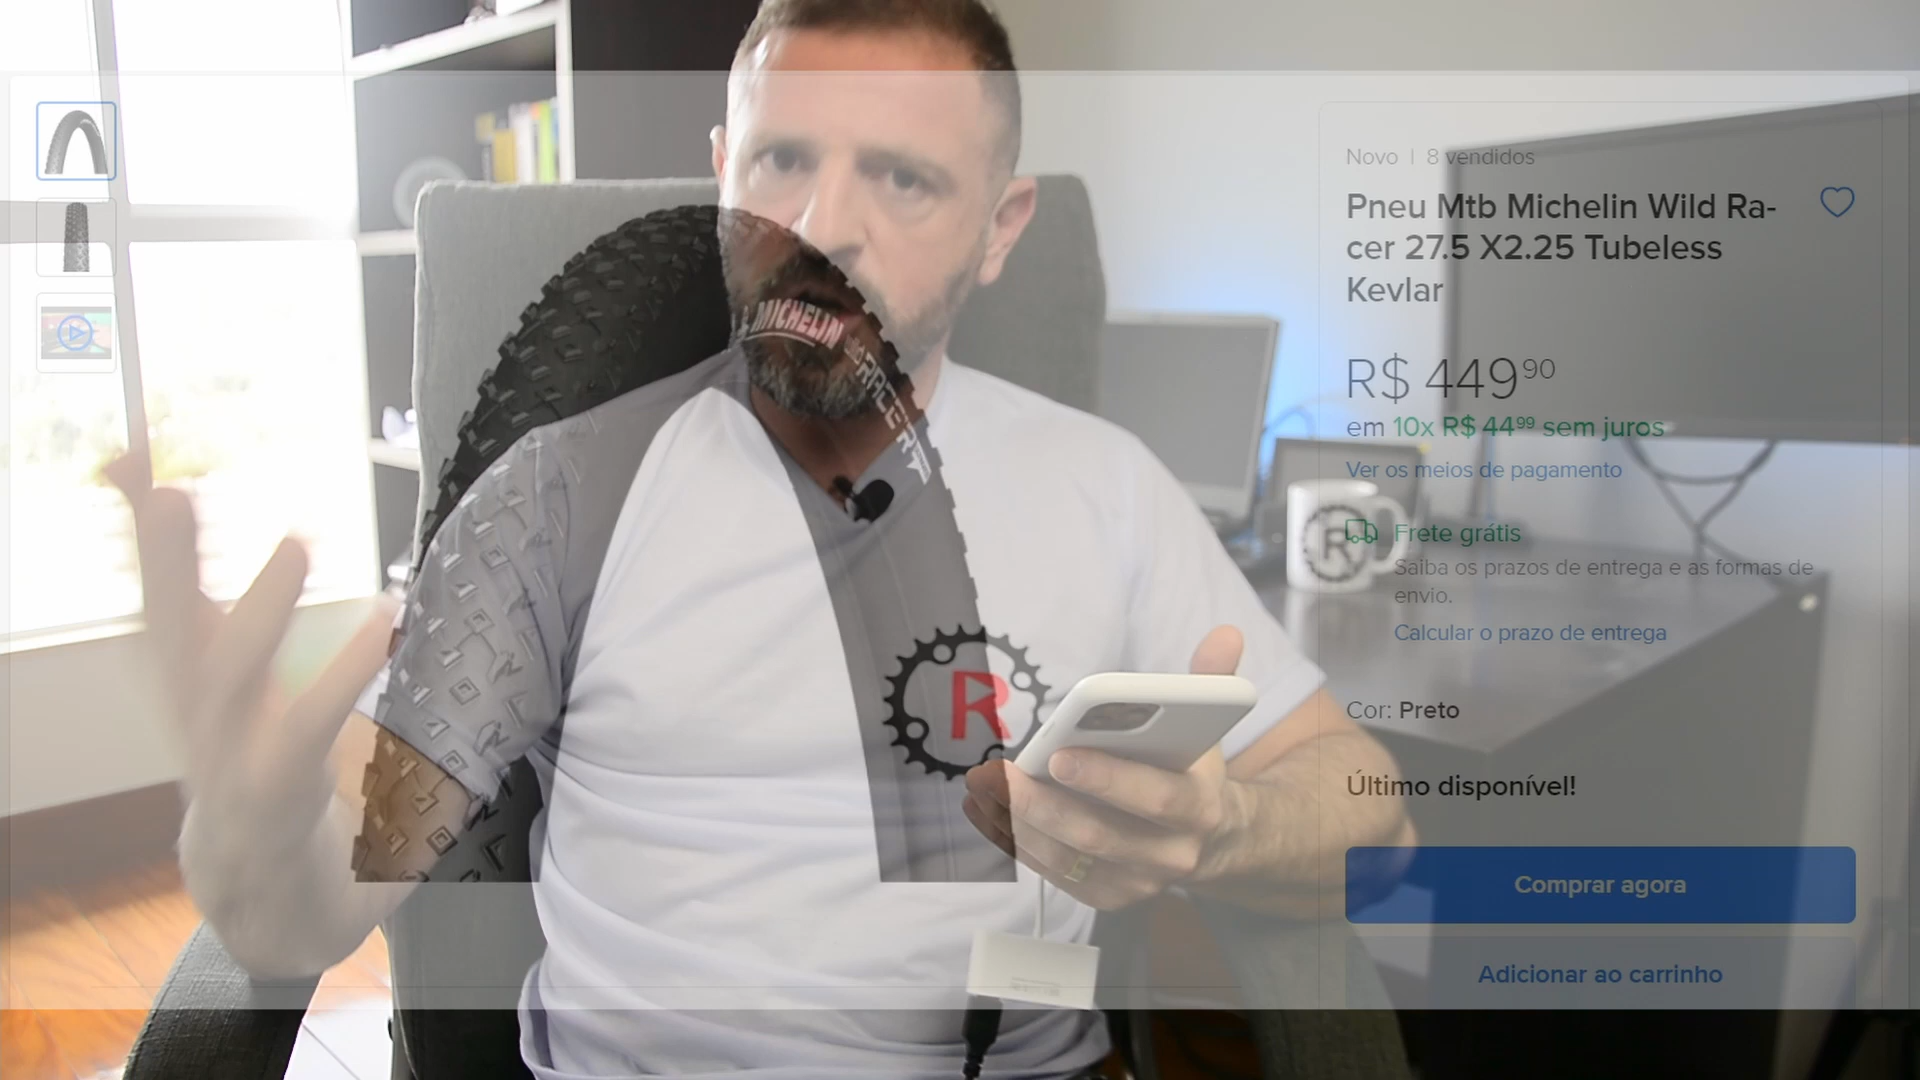 Novo | 8 vendidos
Pneu Mtb Michelin Wild Ra-
cer 27.5 X2.25 Tubeless
Kevlar
R$ 449 90
em 10x R$ 44 99 sem juros
Ver os meios de pagamento
Frete grátis
Saiba os prazos de entrega e as formas de
envio.
Calcular o prazo de entrega
Cor: Preto
Último disponível!
Comprar agora
Adicionar ao carrinho
MICHELIN
RACER
R
R